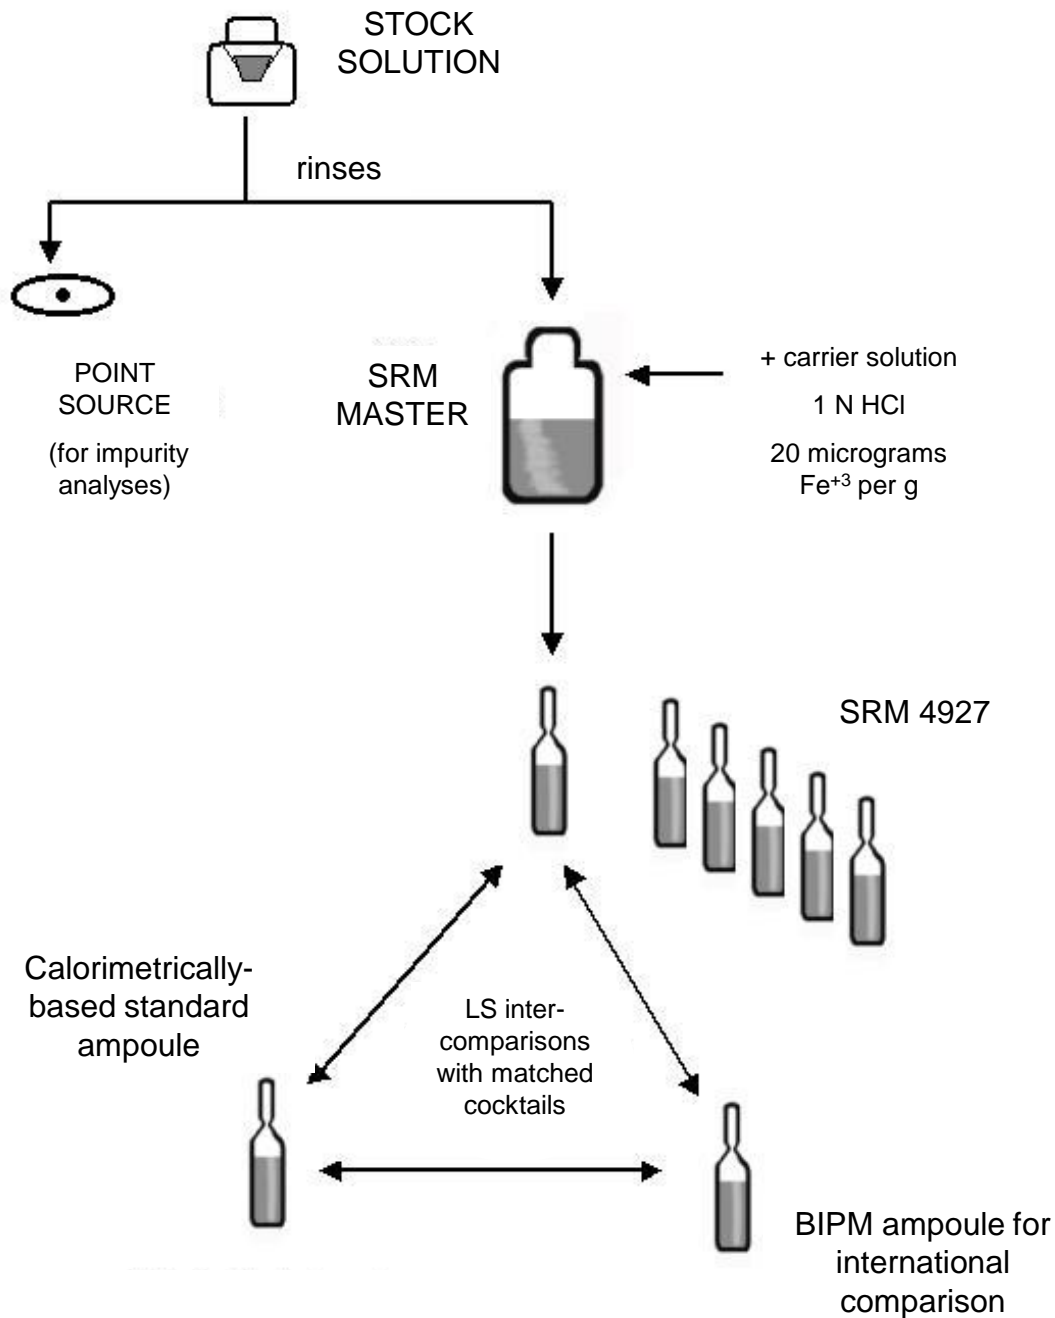 STOCK
SOLUTION
rinses
POINT
SOURCE
(for impurity
analyses)
SRM
MASTER
+ carrier solution
1 N HCl
20 micrograms
Fe⁺³ per g
SRM 4927
Calorimetrically-
based standard
ampoule
LS inter-
comparisons
with matched
cocktails
BIPM ampoule for
international
comparison